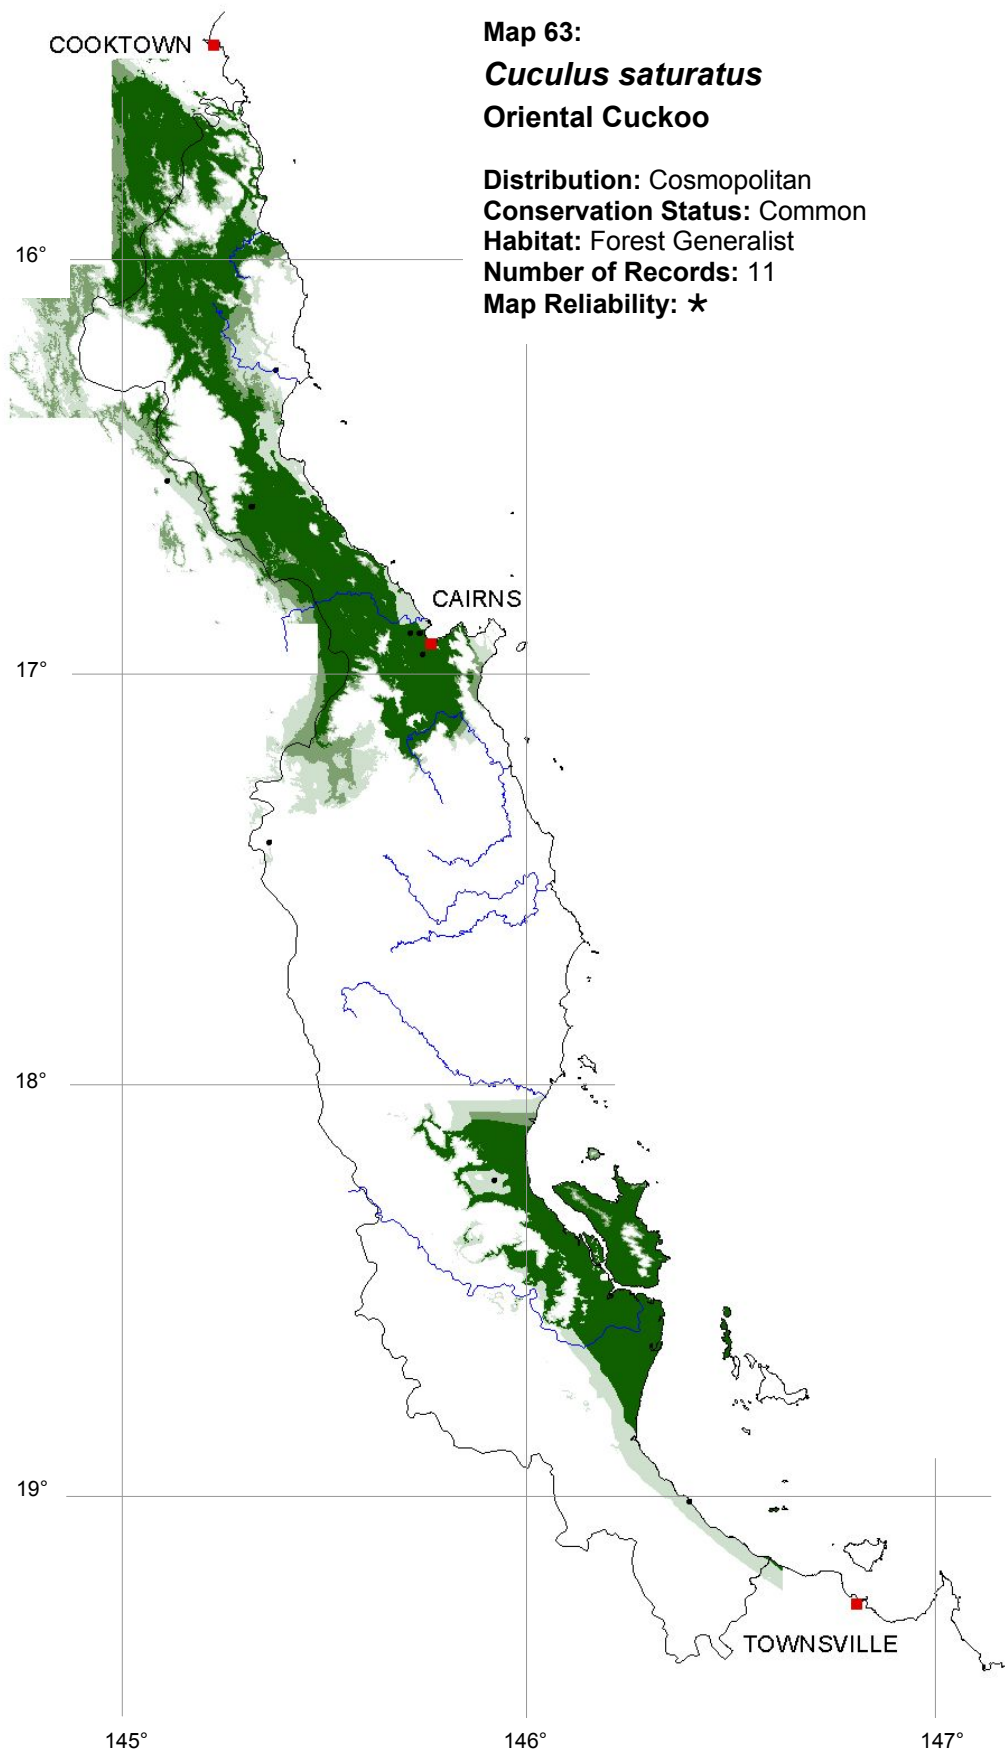 Map 63:
Cuculus saturatus
Oriental Cuckoo
Distribution: Cosmopolitan
Conservation Status: Common
Habitat: Forest Generalist
Number of Records: 11
Map Reliability: *
COOKTOWN
16°
CAIRNS
17°
18°
19°
TOWNSVILLE
145° 146° 147°